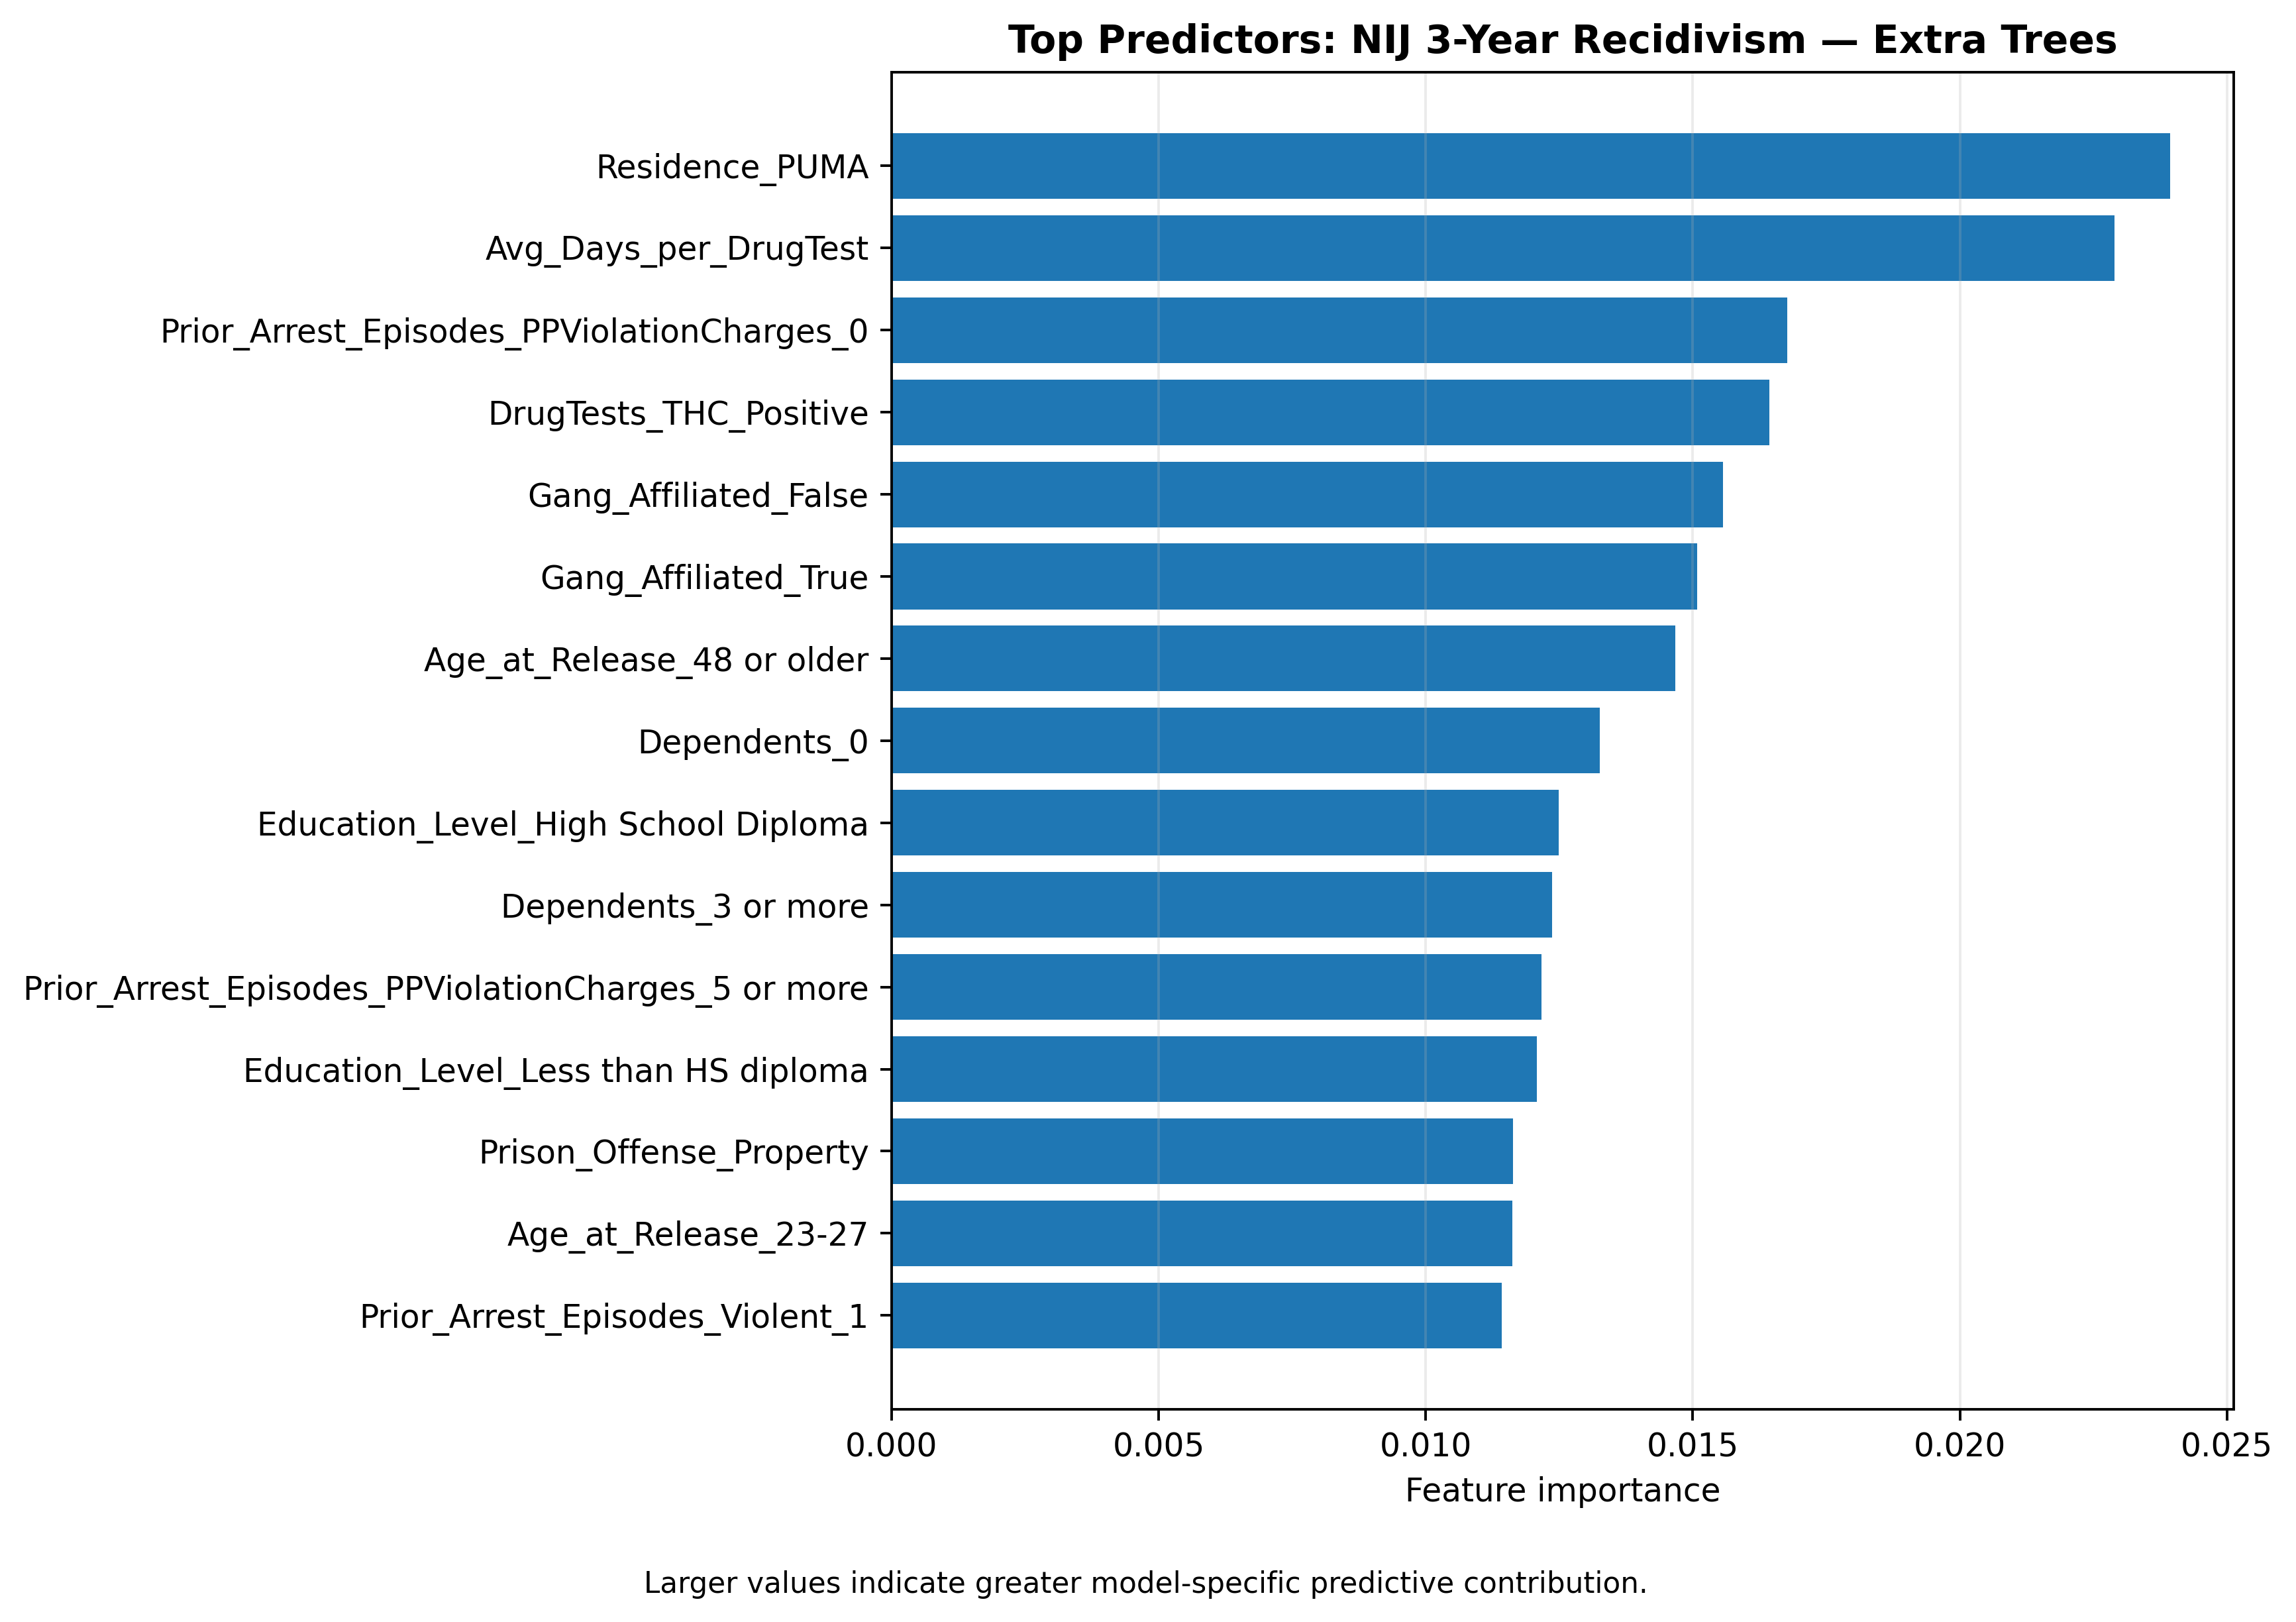 Top Predictors: NIJ 3-Year Recidivism — Extra Trees
Residence_PUMA
Avg_Days_per_DrugTest
Prior_Arrest_Episodes_PPViolationCharges_0
DrugTests_THC_Positive
Gang_Affiliated_False
Gang_Affiliated_True
Age_at_Release_48 or older
Dependents_0
Education_Level_High School Diploma
Dependents_3 or more
Prior_Arrest_Episodes_PPViolationCharges_5 or more
Education_Level_Less than HS diploma
Prison_Offense_Property
Age_at_Release_23-27
Prior_Arrest_Episodes_Violent_1
0.000 0.005 0.010 0.015 0.020 0.025
Feature importance
Larger values indicate greater model-specific predictive contribution.